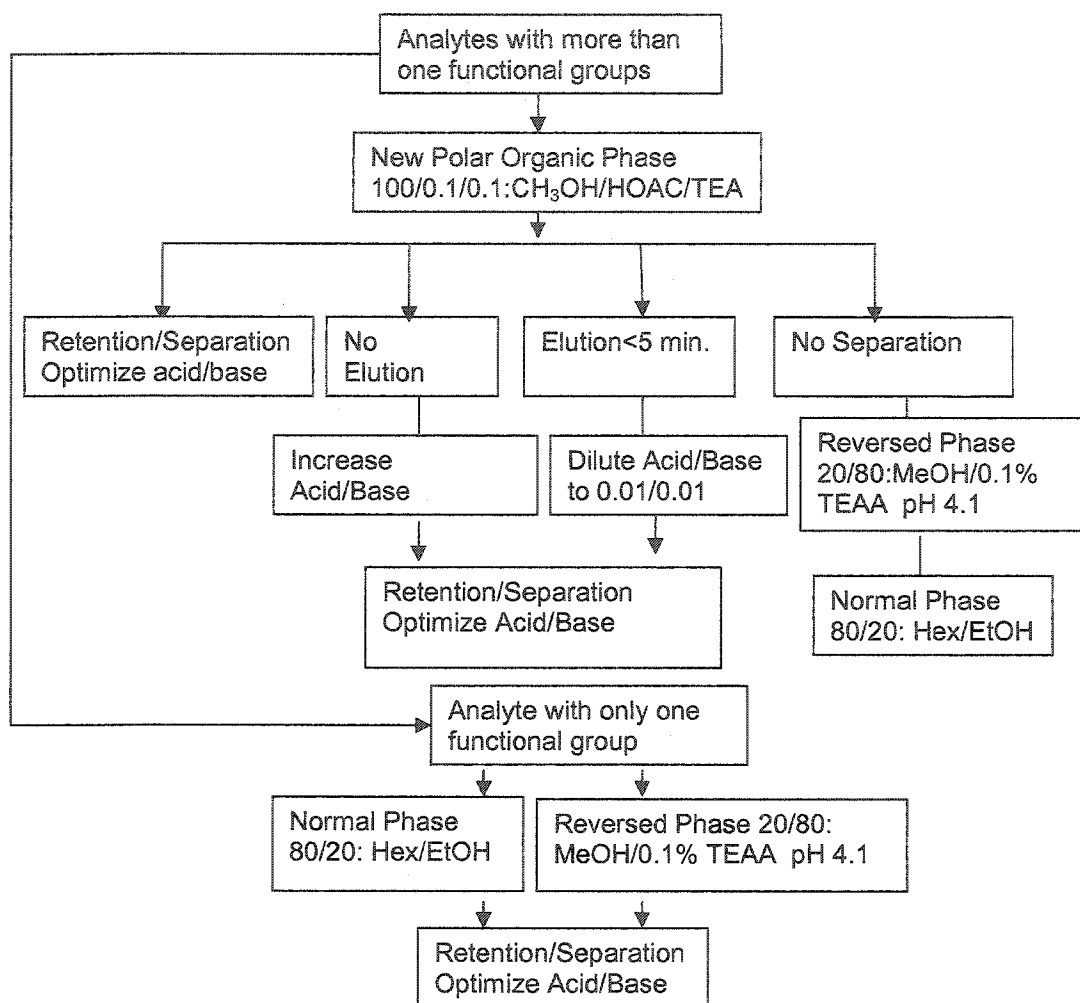 Analytes with more than
one functional groups
New Polar Organic Phase
100/0.1/0.1:CH₃OH/HOAC/TEA
Retention/Separation
Optimize acid/base
No
Elution
Elution<5 min.
No Separation
Increase
Acid/Base
Dilute Acid/Base
to 0.01/0.01
Reversed Phase
20/80:MeOH/0.1%
TEAA pH 4.1
Retention/Separation
Optimize Acid/Base
Normal Phase
80/20: Hex/EtOH
Analyte with only one
functional group
Normal Phase
80/20: Hex/EtOH
Reversed Phase 20/80:
MeOH/0.1% TEAA pH 4.1
Retention/Separation
Optimize Acid/Base